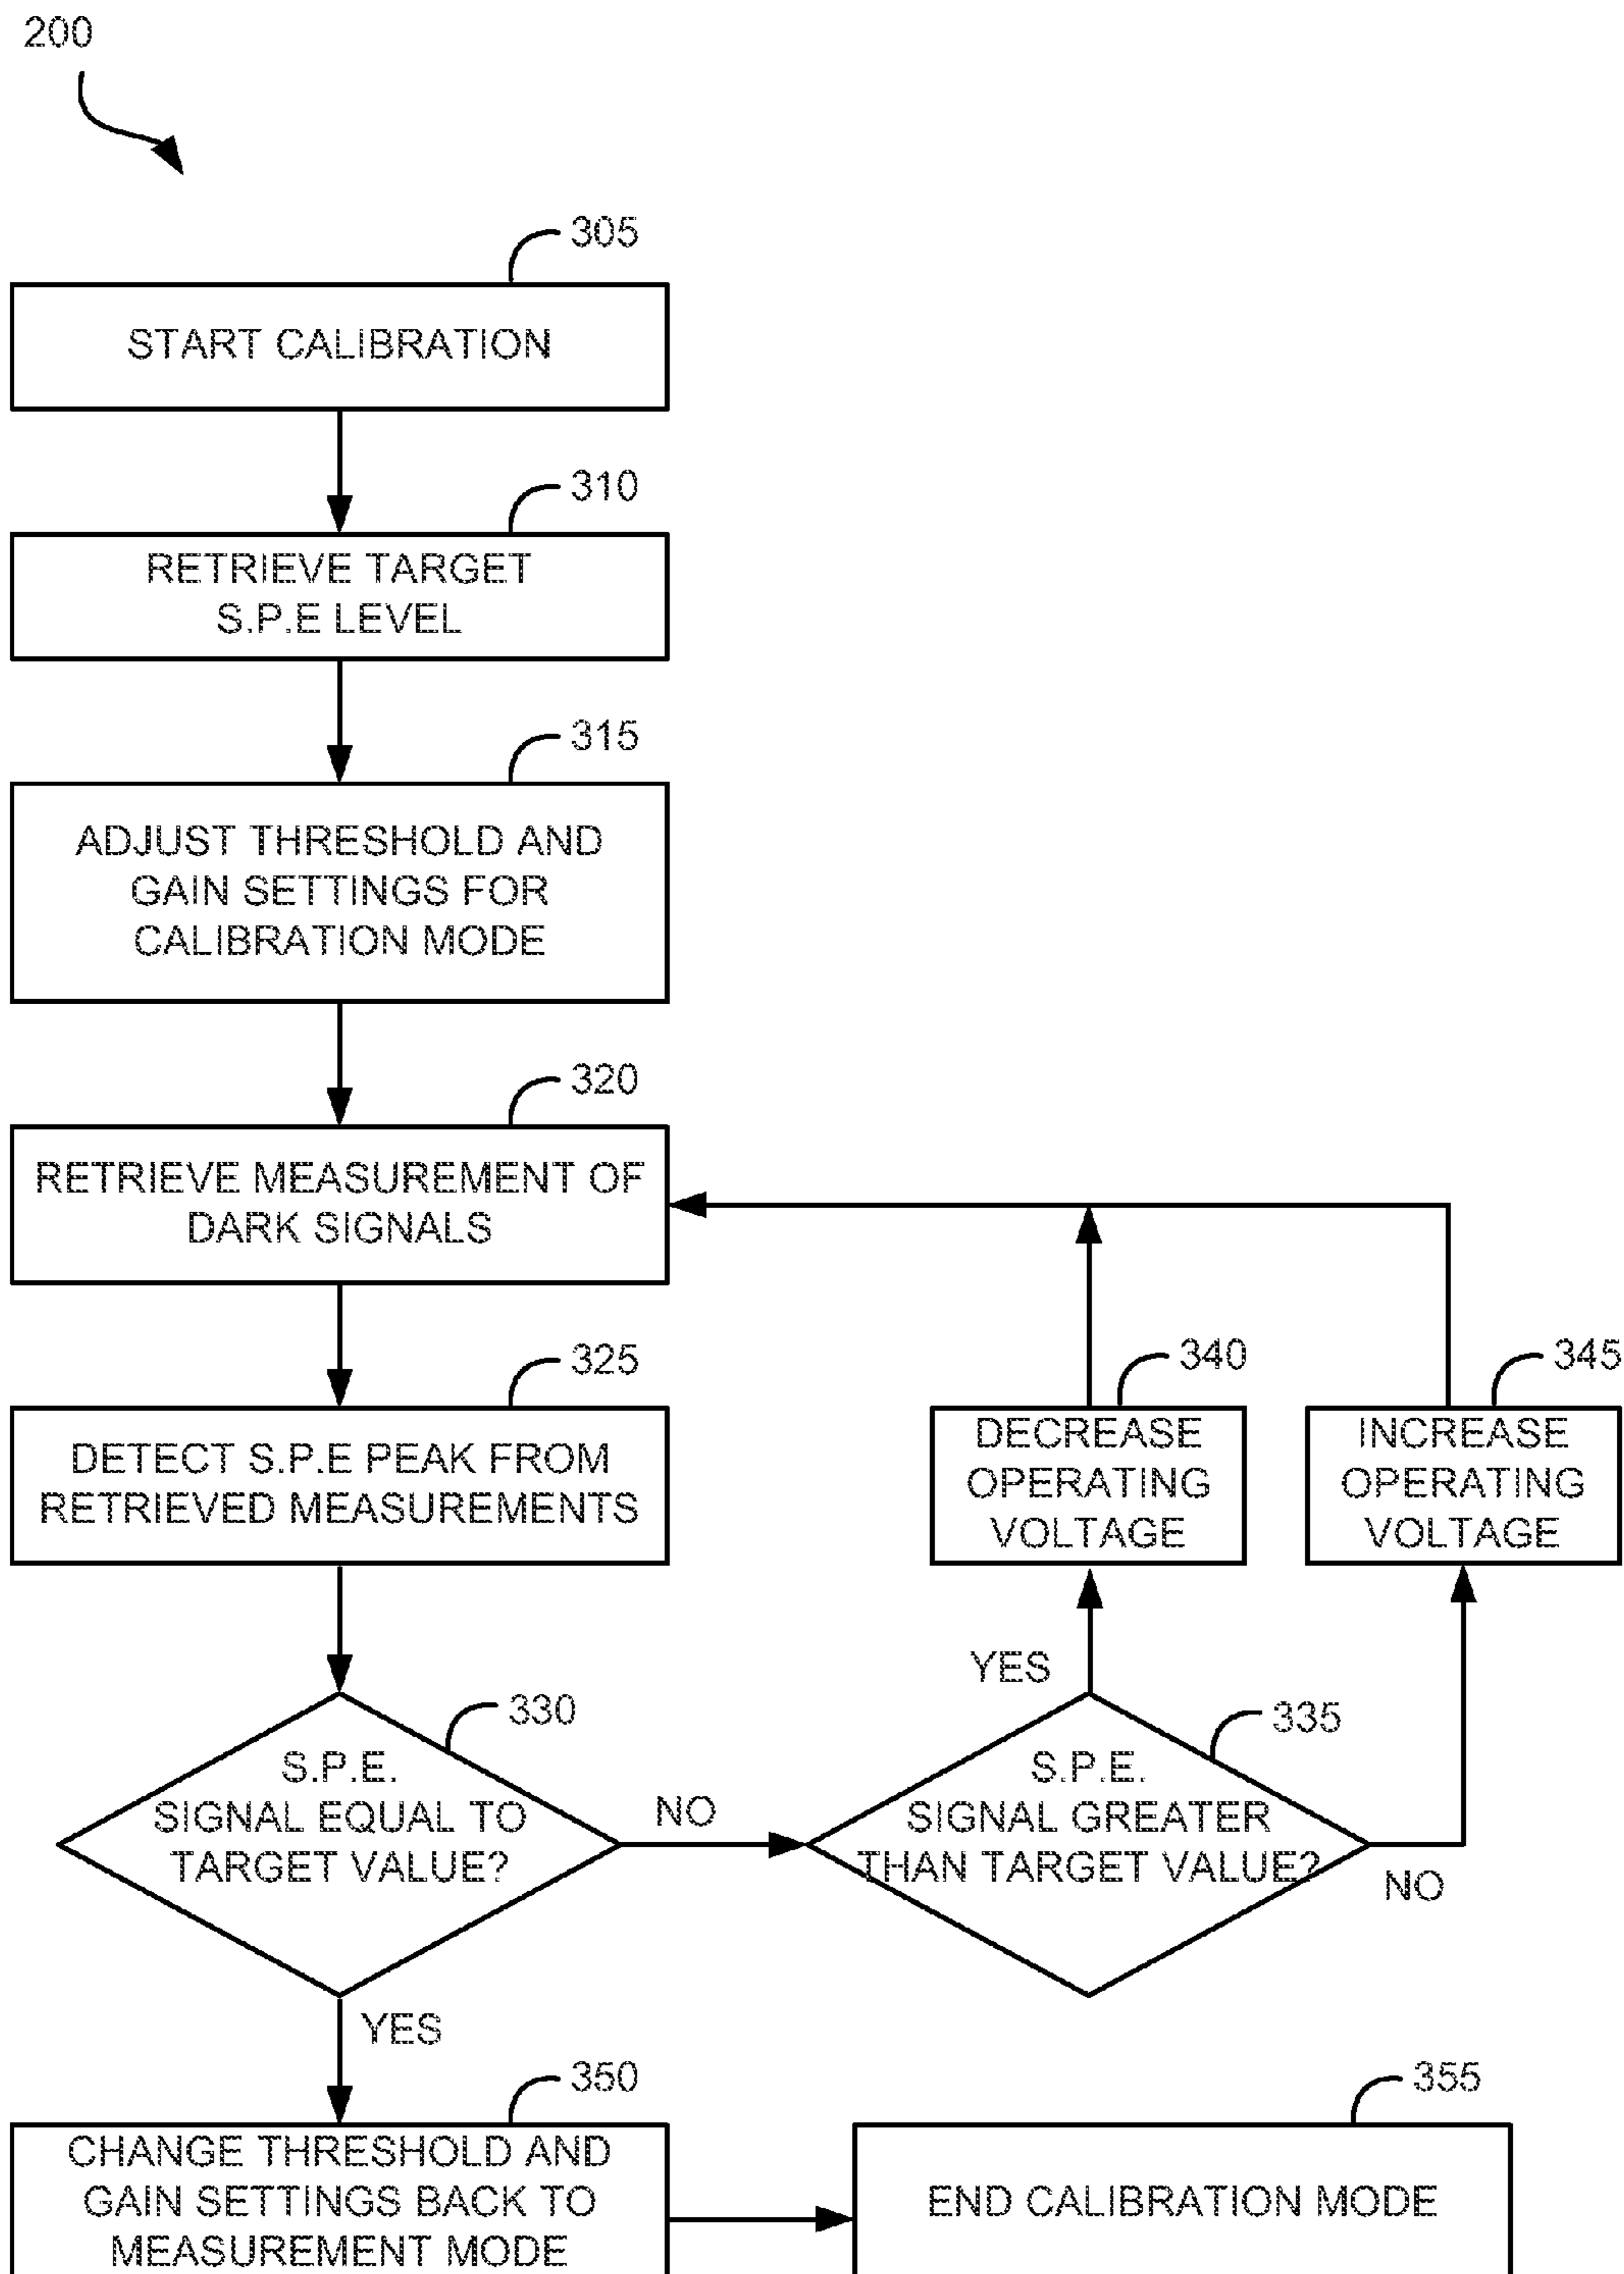 200
305
START CALIBRATION
310
RETRIEVE TARGET
S.P.E LEVEL
315
ADJUST THRESHOLD AND
GAIN SETTINGS FOR
CALIBRATION MODE
320
RETRIEVE MEASUREMENT OF
DARK SIGNALS
325
DETECT S.P.E PEAK FROM
RETRIEVED MEASUREMENTS
340
DECREASE
OPERATING
VOLTAGE
345
INCREASE
OPERATING
VOLTAGE
330
S.P.E.
SIGNAL EQUAL TO
TARGET VALUE?
NO
YES
335
S.P.E.
SIGNAL GREATER
THAN TARGET VALUE?
NO
YES
350
CHANGE THRESHOLD AND
GAIN SETTINGS BACK TO
MEASUREMENT MODE
355
END CALIBRATION MODE